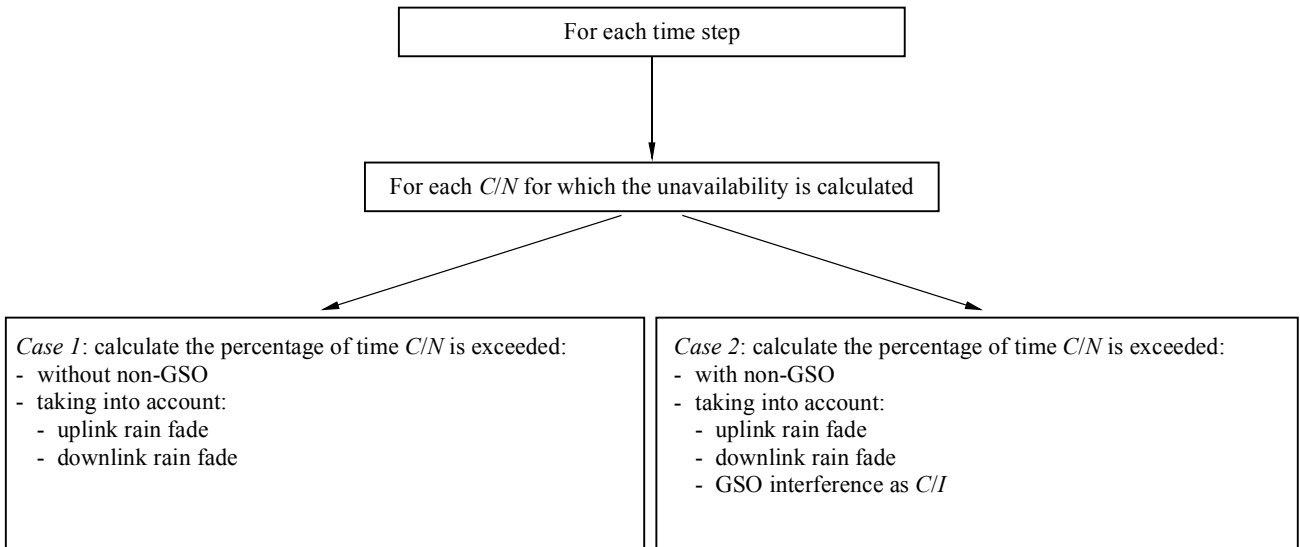 For each time step
For each C/N for which the unavailability is calculated
Case 1: calculate the percentage of time C/N is exceeded:
- without non-GSO
- taking into account:
- uplink rain fade
- downlink rain fade
Case 2: calculate the percentage of time C/N is exceeded:
- with non-GSO
- taking into account:
- uplink rain fade
- downlink rain fade
- GSO interference as C/I